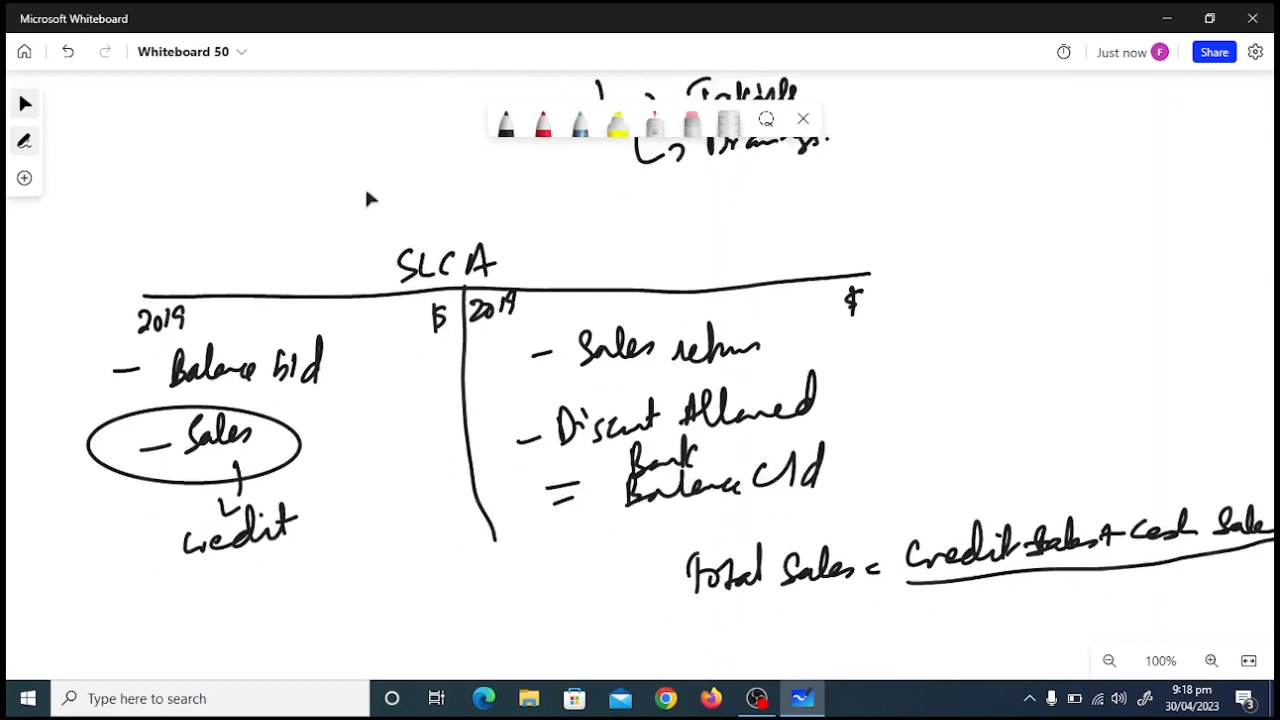 Microsoft Whiteboard
Whiteboard 50
Just now F Share
SLCA
2019 $ 2019 $
- Balance b/d
- Sales
Credit
- Sales return
- Discount Allowed
Bank
= Balance c/d
Total Sales = Credit Sales + Cash Sales
100%
Type here to search
9:18 pm
30/04/2023
3